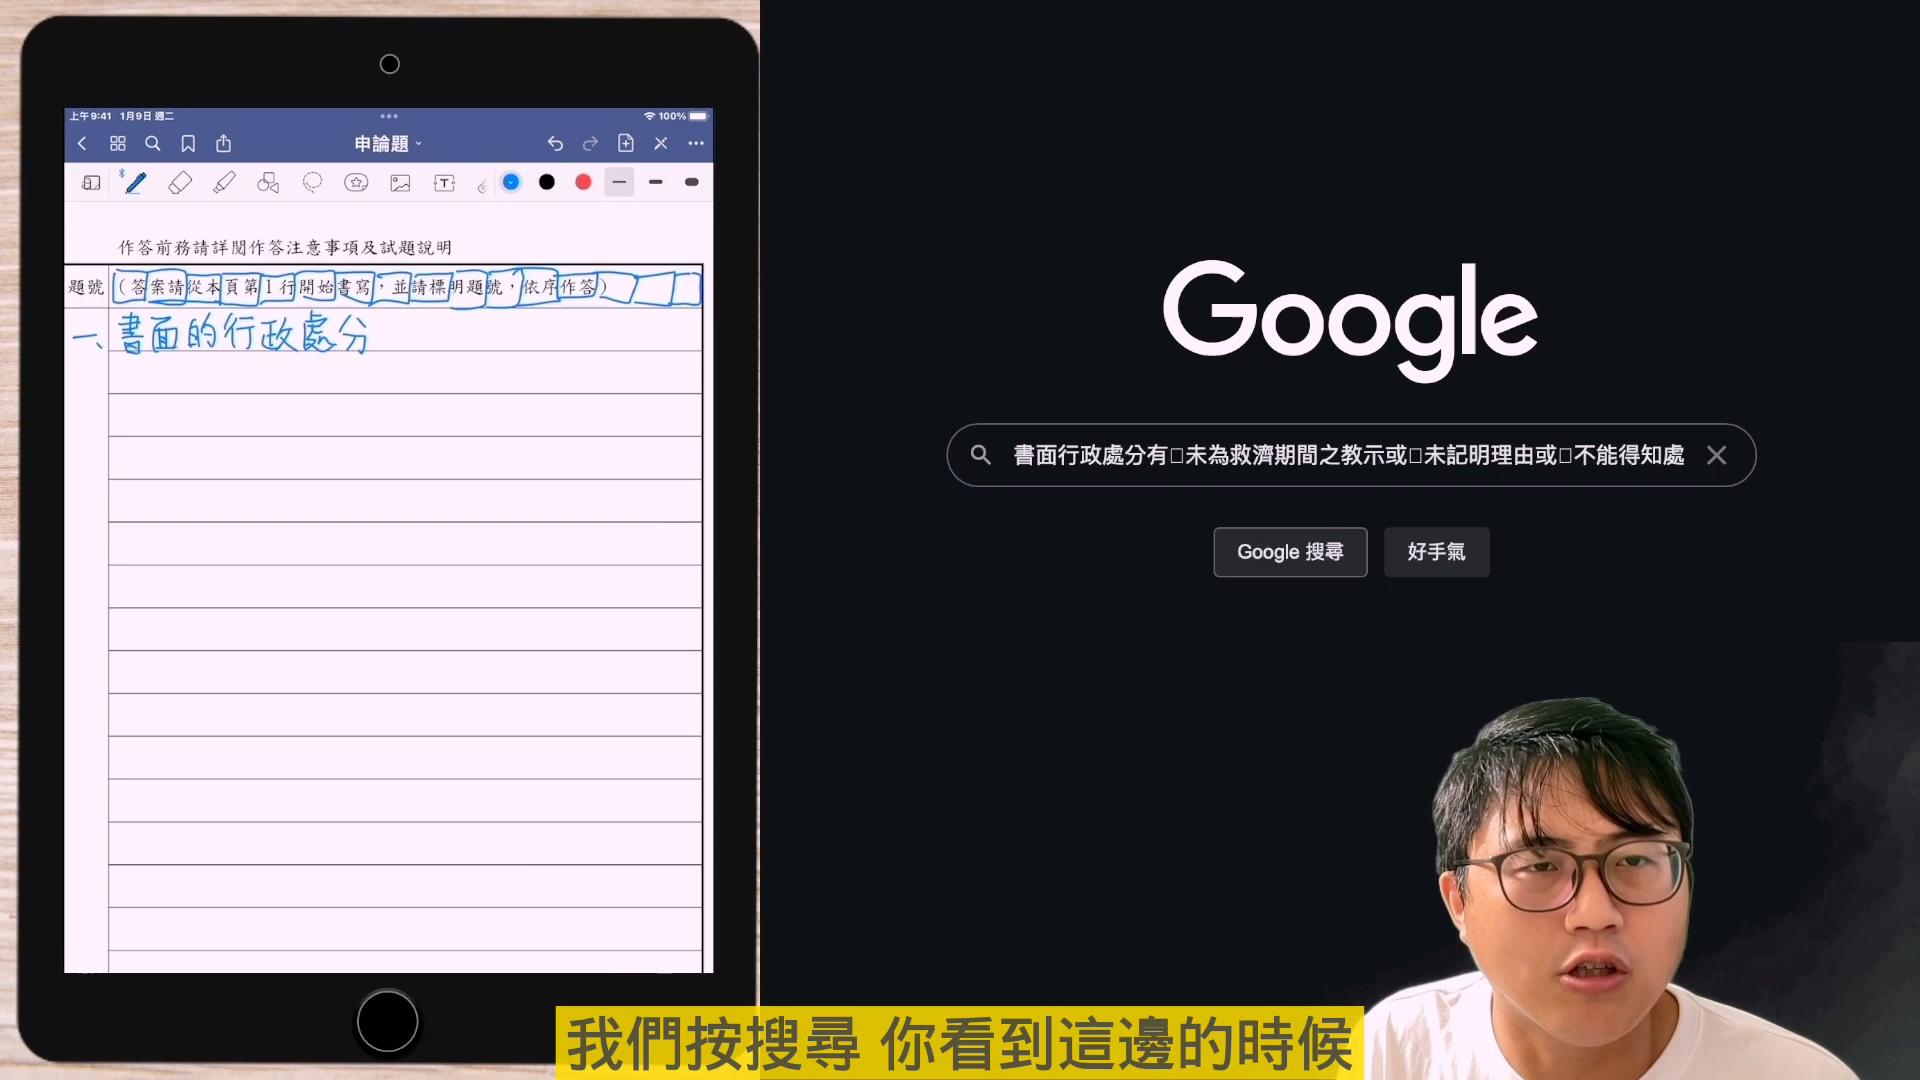 上午9:41 1月9日 週二
100%
申論題
作答前務請詳閱作答注意事項及試題說明
題號 (答案請從本頁第1行開始書寫,並請標明題號,依序作答)
一、書面的行政處分
Google
書面行政處分有□未為救濟期間之教示或□未記明理由或□不能得知處
Google 搜尋
好手氣
我們按搜尋 你看到這邊的時候